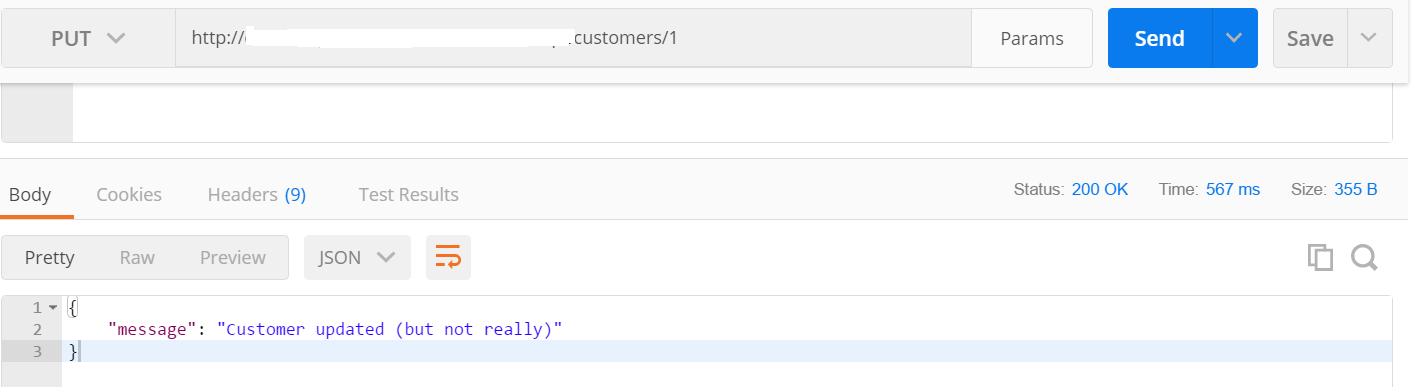 PUT
http://
customers/1
Params
Send
Save
Body
Cookies
Headers (9)
Test Results
Status: 200 OK
Time: 567 ms
Size: 355 B
Pretty
Raw
Preview
JSON
1 {
2 "message": "Customer updated (but not really)"
3 }